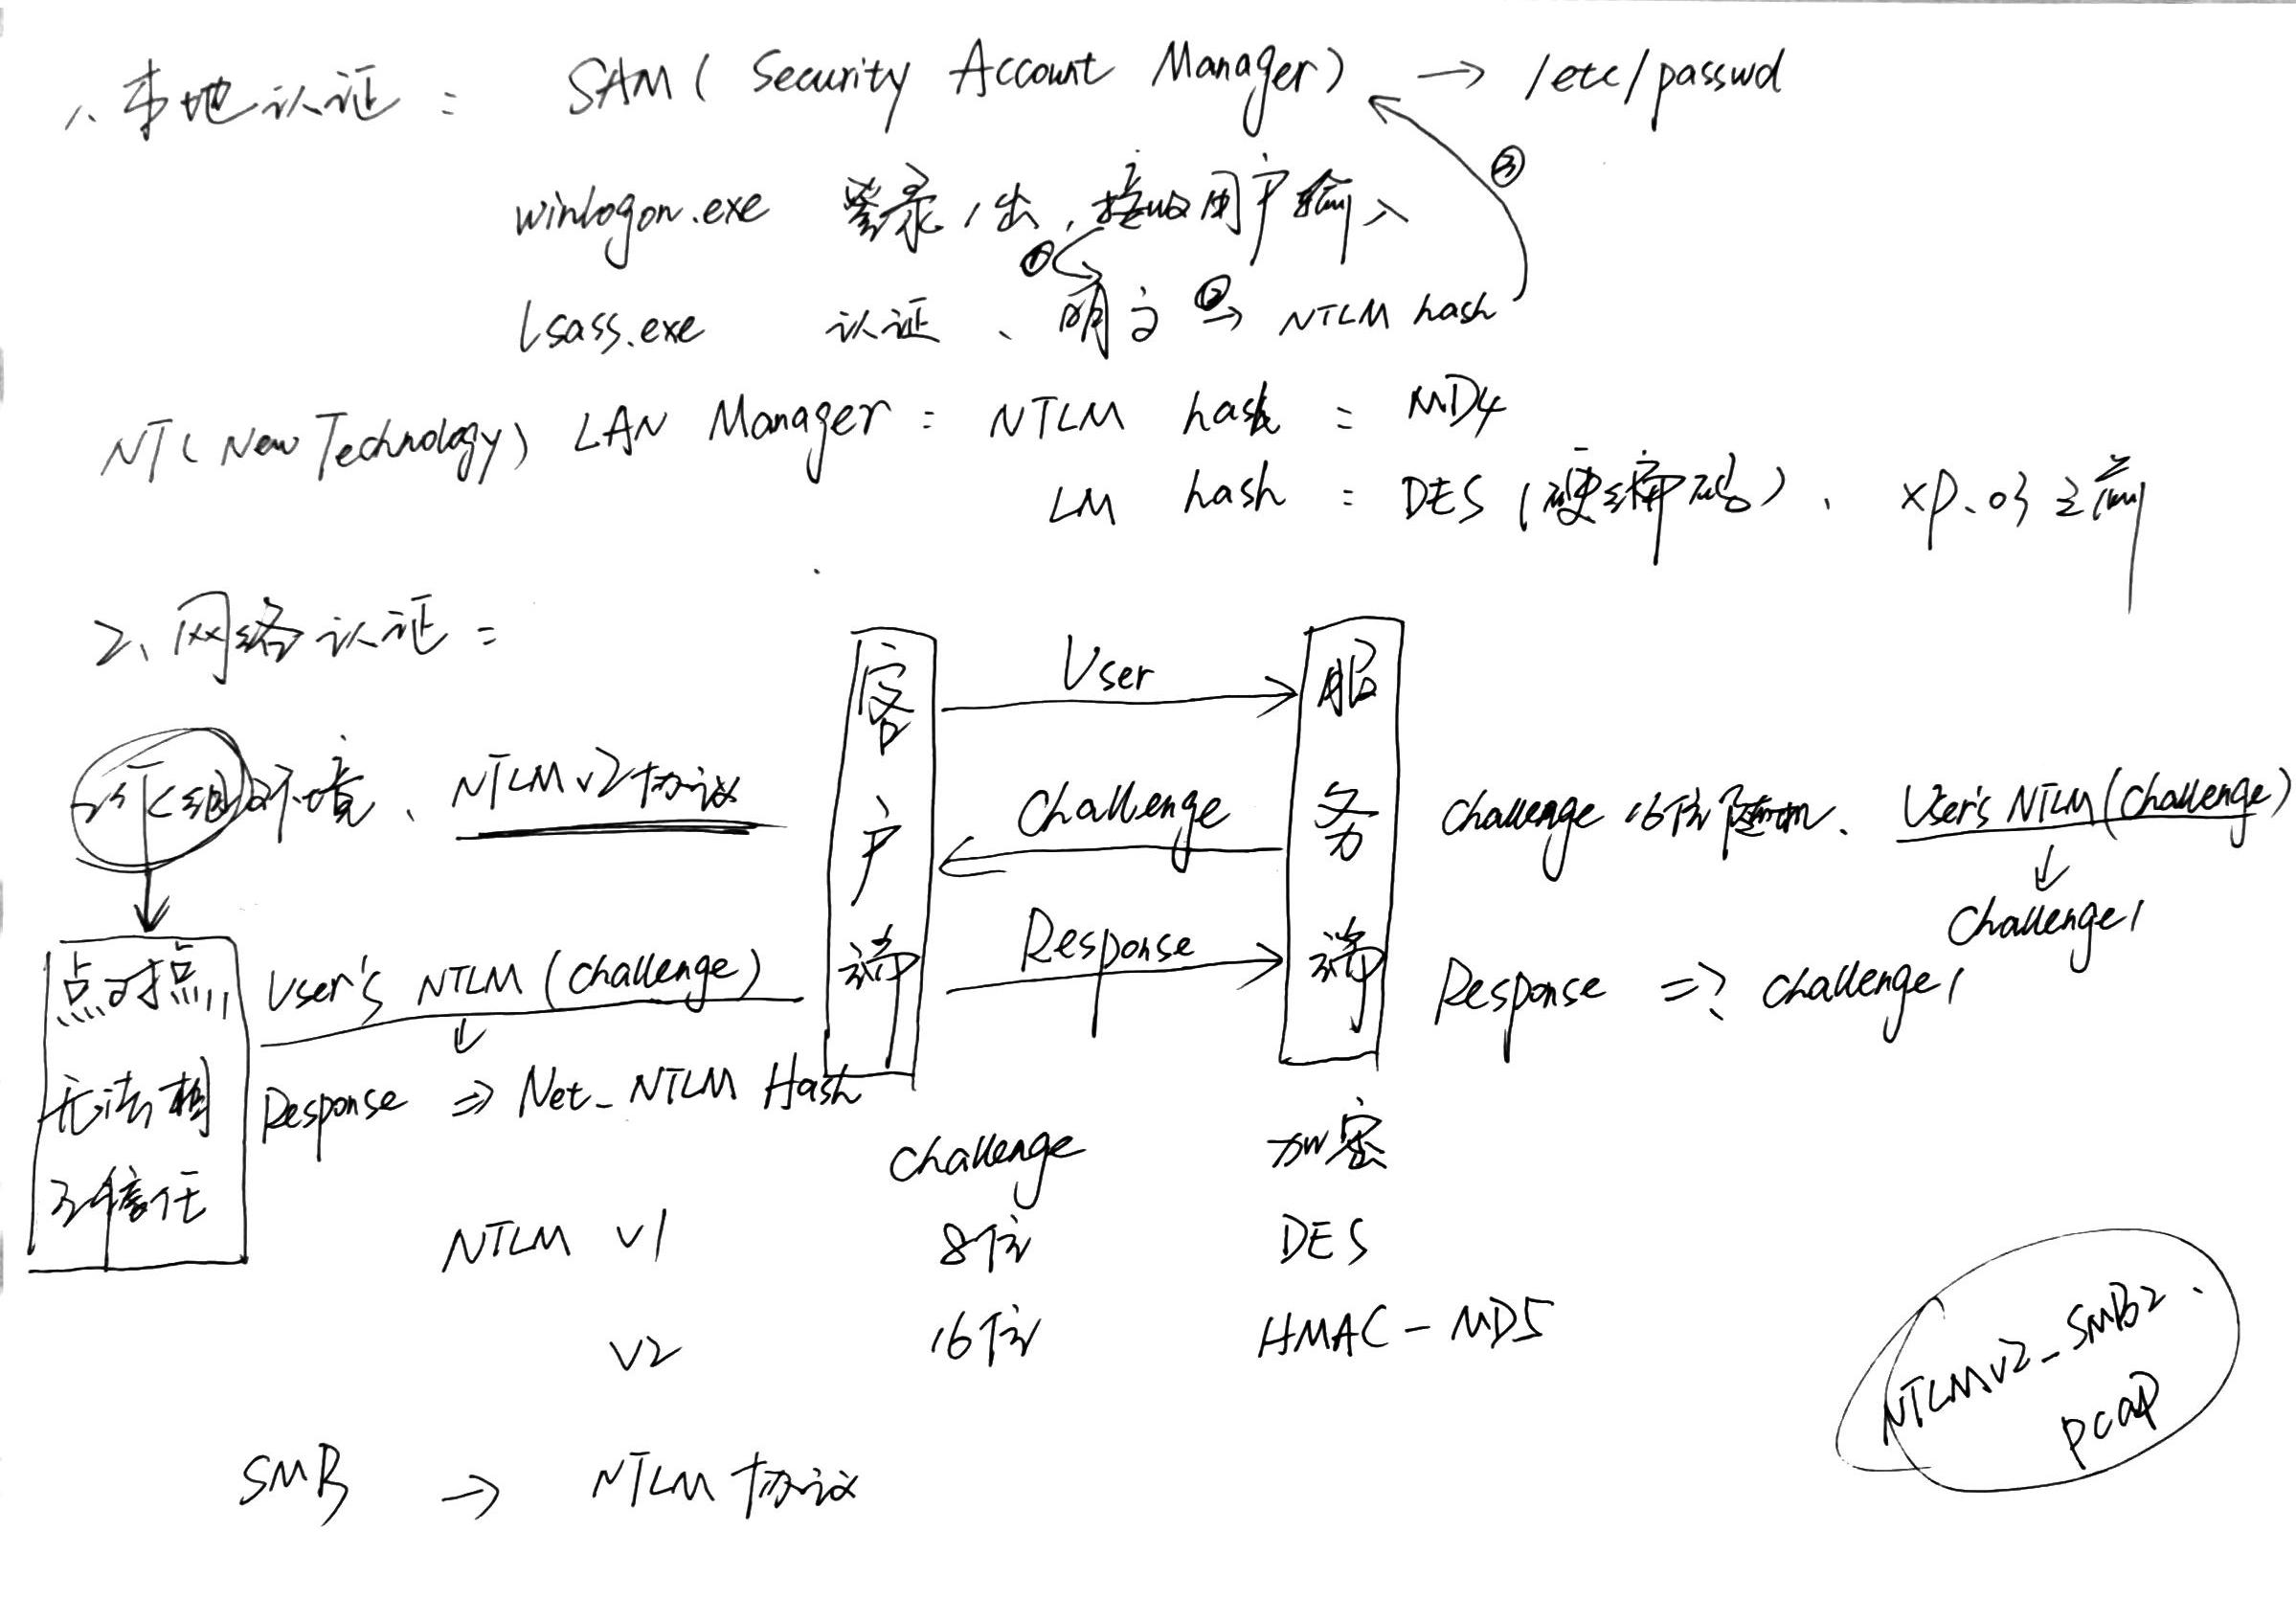 1、本地认证： SAM( Security Account Manager) → /etc/passwd
③
winlogon.exe 登录/出，接收用户输入
①
lsass.exe 认证、明文 ②→ NTLM hash
NT( New Technology) LAN Manager： NTLM hash： MD4
LM hash： DES (硬编码)、 XP、03之前
2、网络认证：
工作组环境、NTLM v2协议
客户端
User
Challenge
Response
服务端
Challenge 16位随机、 User's NTLM (Challenge)
↓
Challenge1
Response =? Challenge1
点对点
无法相
互信任
User's NTLM (Challenge)
↓
Response ⇒ Net-NTLM Hash
Challenge 加密
NTLM v1 8位 DES
v2 16位 HMAC-MD5
SMB → NTLM协议
NTLMv2_SMB2.
pcap